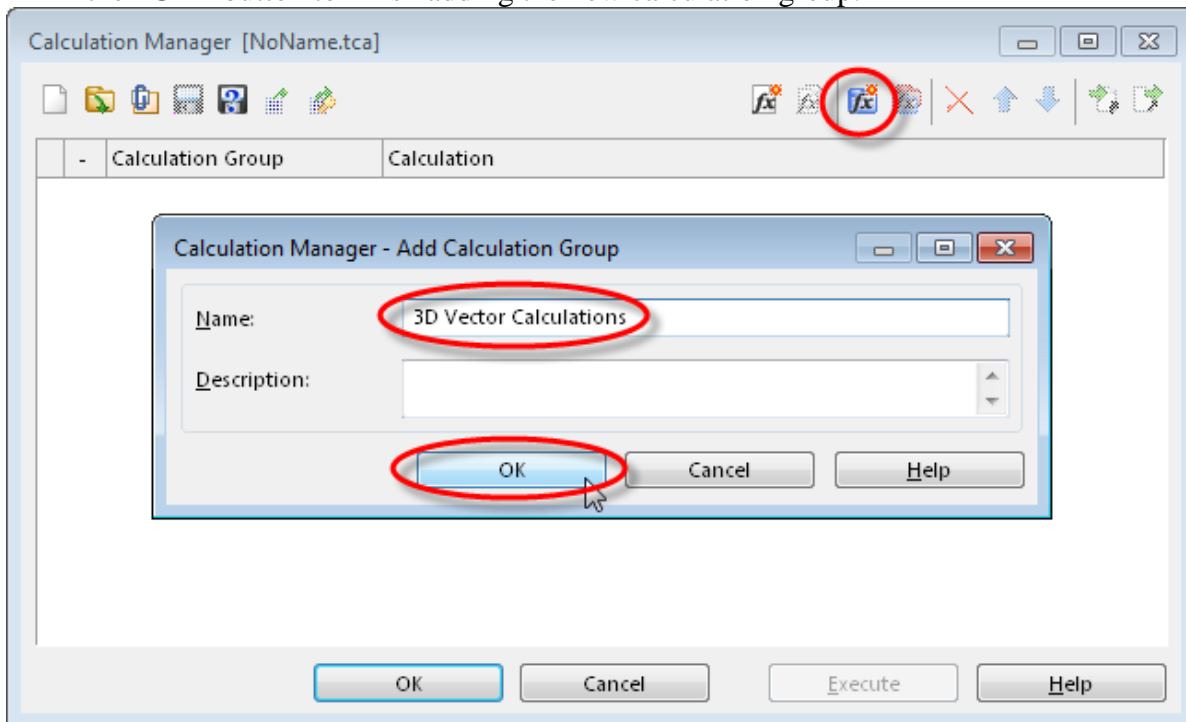 Calculation Manager [NoName.tca]
- Calculation Group Calculation
Calculation Manager - Add Calculation Group
Name: 3D Vector Calculations
Description:
OK Cancel Help
OK Cancel Execute Help